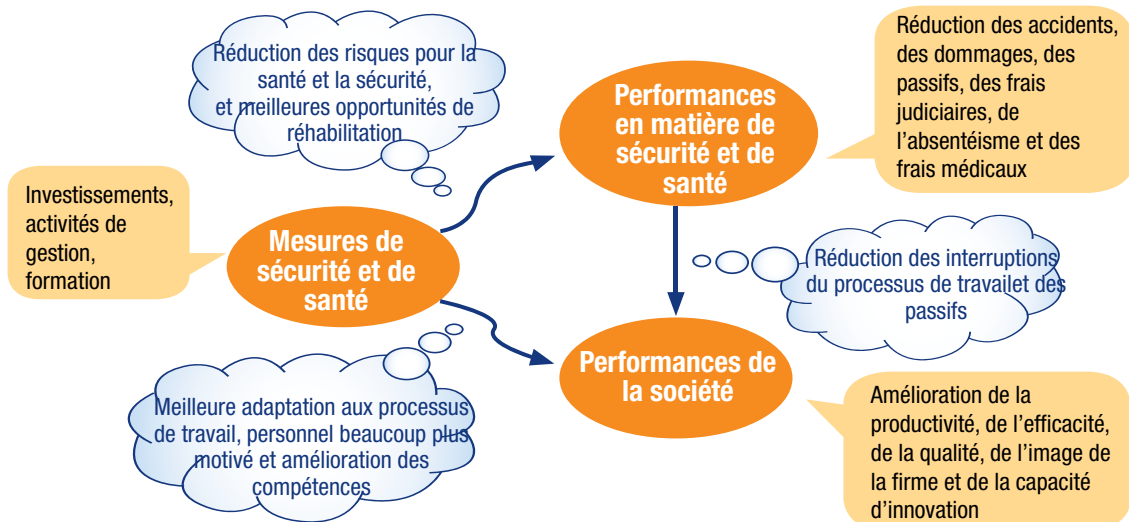 Réduction des risques pour la
santé et la sécurité,
et meilleures opportunités de
réhabilitation
Performances
en matière de
sécurité et de
santé
Réduction des accidents,
des dommages, des
passifs, des frais
judiciaires, de
l’absentéisme et des
frais médicaux
Investissements,
activités de
gestion,
formation
Mesures de
sécurité et de
santé
Réduction des interruptions
du processus de travailet des
passifs
Performances de
la société
Meilleure adaptation aux processus
de travail, personnel beaucoup plus
motivé et amélioration des
compétences
Amélioration de la
productivité, de l’efficacité,
de la qualité, de l’image de
la firme et de la capacité
d’innovation